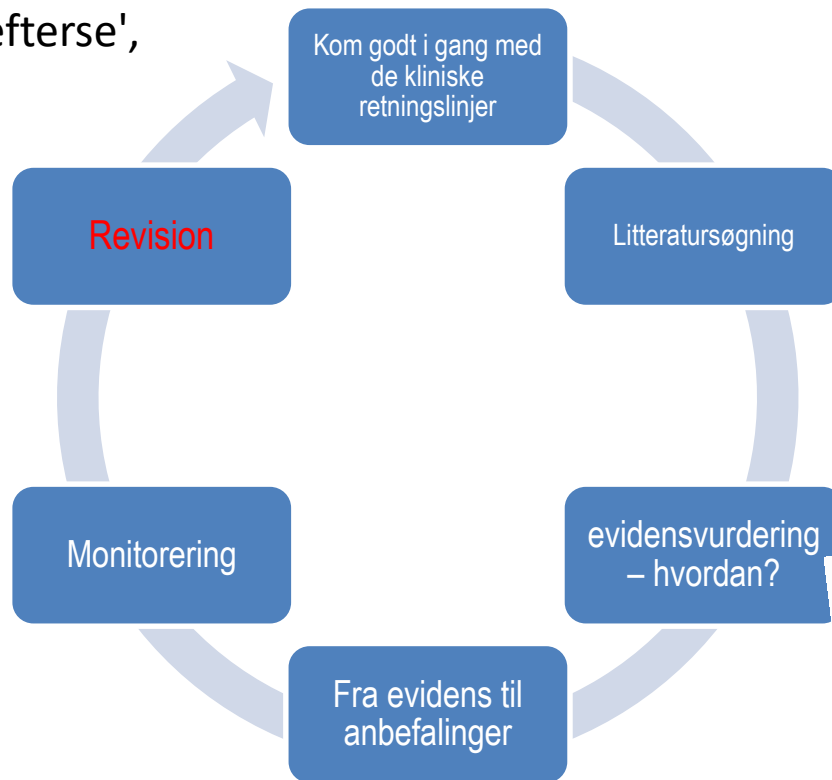 efterse',
Kom godt i gang med
de kliniske
retningslinjer
Litteratursøgning
evidensvurdering
– hvordan?
Fra evidens til
anbefalinger
Monitorering
Revision